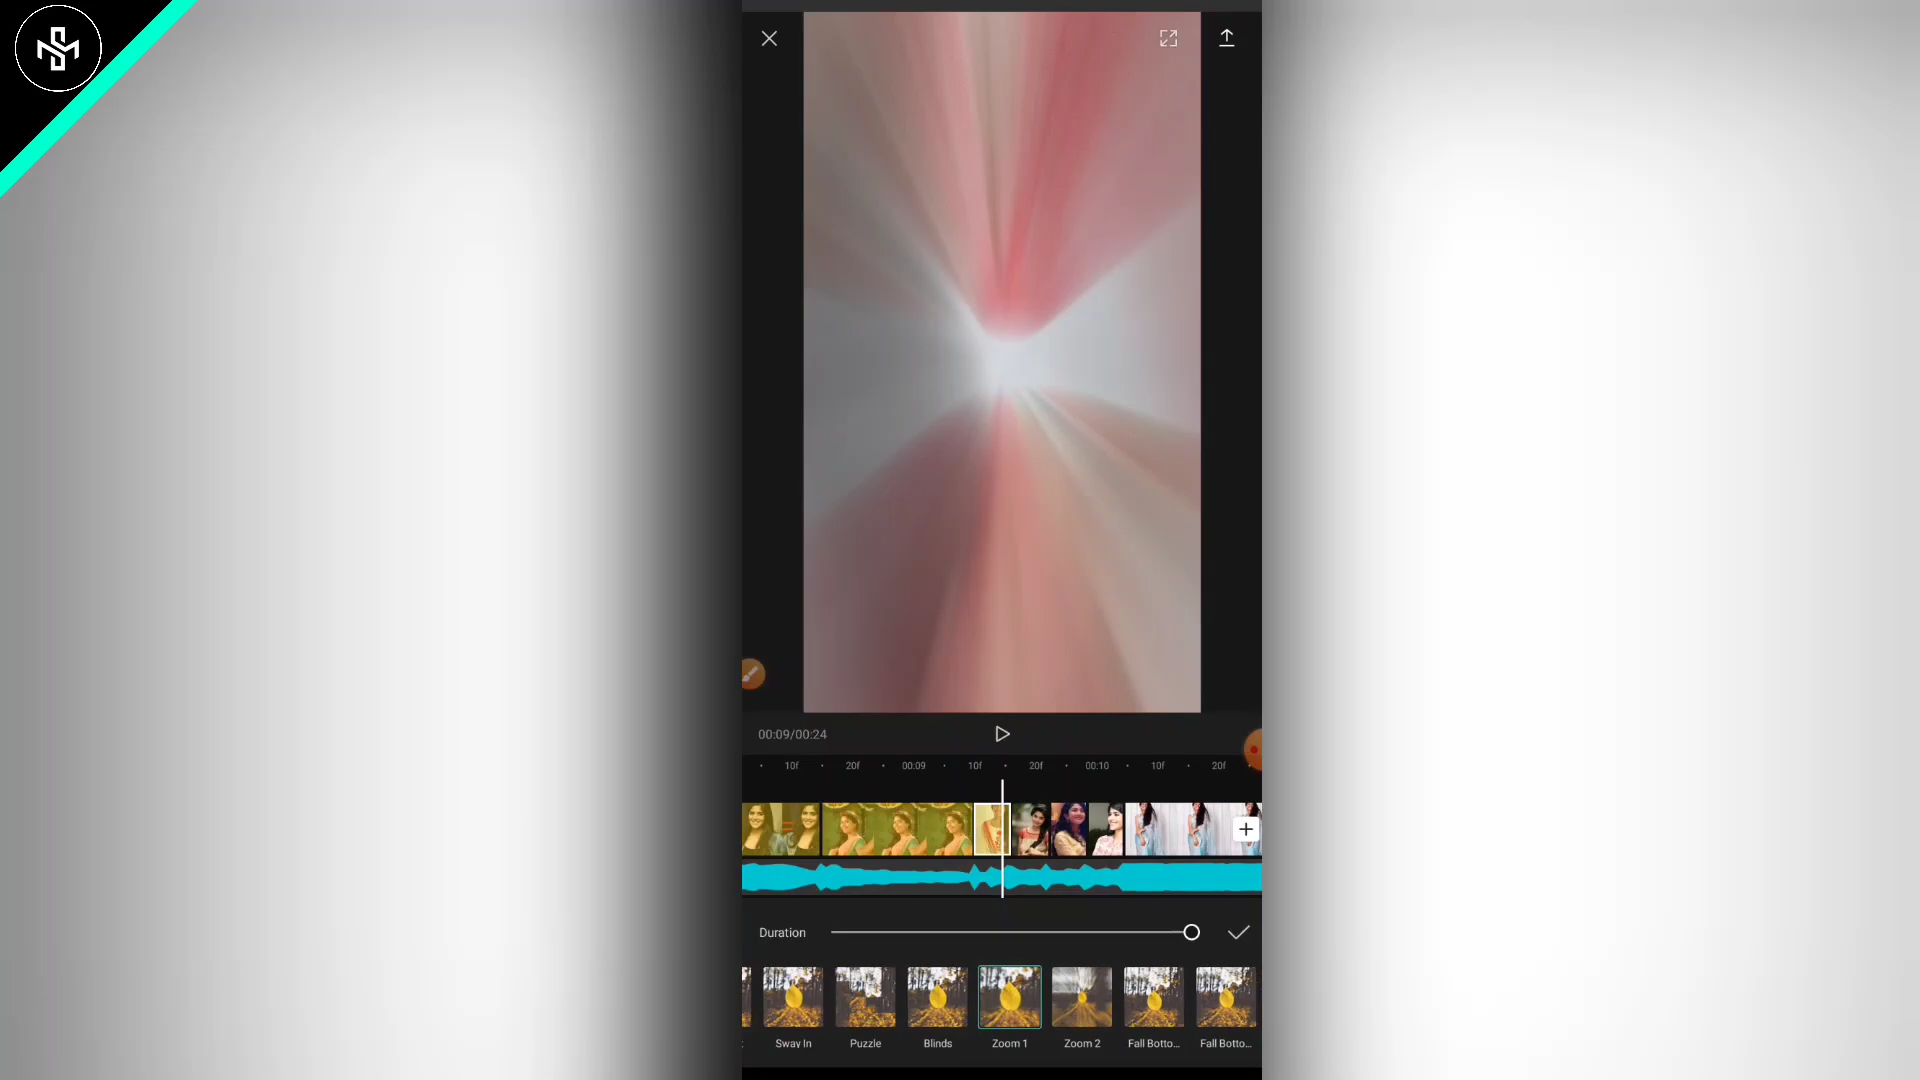 SM
00:09/00:24
10f 20f 00:09 10f 20f 00:10 10f 20f
Duration
Sway In Puzzle Blinds Zoom 1 Zoom 2 Fall Botto... Fall Botto...